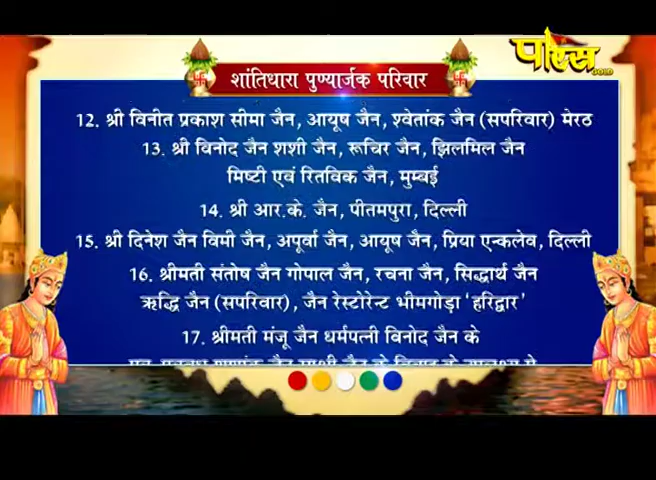 पारस
GOLD
शांतिधारा पुण्यार्जक परिवार
12. श्री विनीत प्रकाश सीमा जैन, आयूष जैन, श्वेतांक जैन (सपरिवार) मेरठ
13. श्री विनोद जैन शशी जैन, रूचिर जैन, झिलमिल जैन
मिष्टी एवं रितविक जैन, मुम्बई
14. श्री आर.के. जैन, पीतमपुरा, दिल्ली
15. श्री दिनेश जैन विमी जैन, अपूर्वा जैन, आयूष जैन, प्रिया एन्कलेव, दिल्ली
16. श्रीमती संतोष जैन गोपाल जैन, रचना जैन, सिद्धार्थ जैन
ऋद्धि जैन (सपरिवार), जैन रेस्टोरेन्ट भीमगोड़ा 'हरिद्वार'
17. श्रीमती मंजू जैन धर्मपत्नी विनोद जैन के